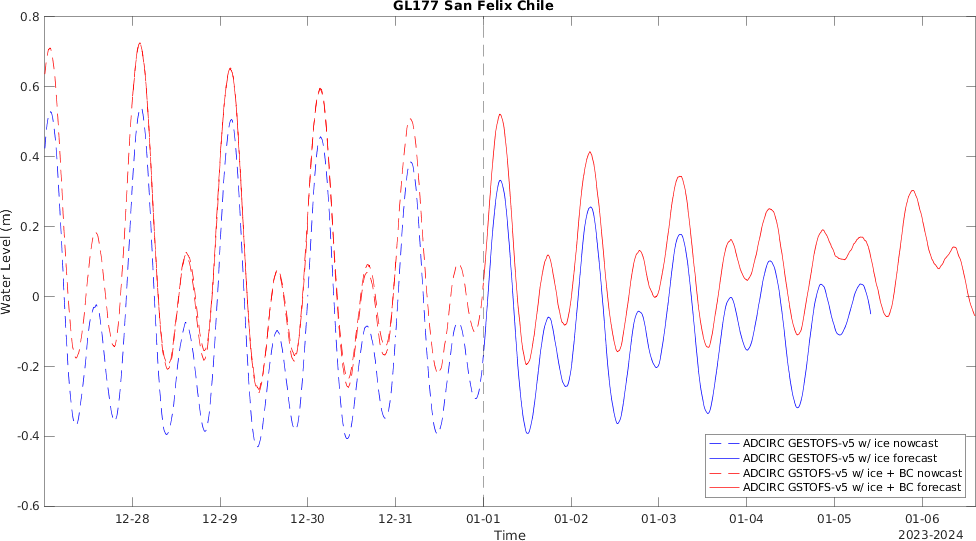 GL177 San Felix Chile
0.8
0.6
0.4
0.2
0
-0.2
-0.4
-0.6
Water Level (m)
ADCIRC GESTOFS-v5 w/ ice nowcast
ADCIRC GESTOFS-v5 w/ ice forecast
ADCIRC GSTOFS-v5 w/ ice + BC nowcast
ADCIRC GSTOFS-v5 w/ ice + BC forecast
12-28 12-29 12-30 12-31 01-01 01-02 01-03 01-04 01-05 01-06
Time
2023-2024